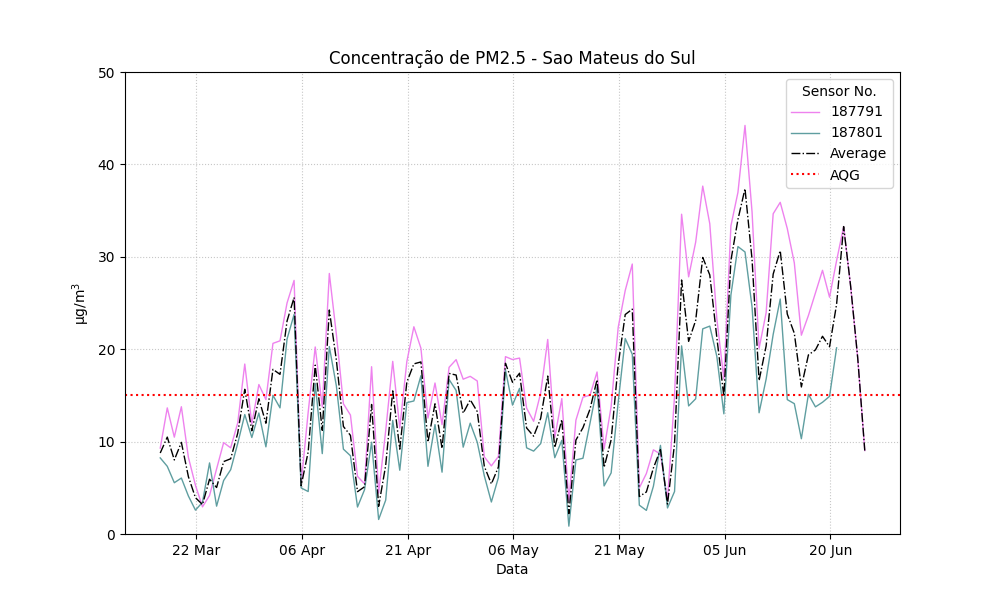 Concentração de PM2.5 - Sao Mateus do Sul
50
40
30
20
10
0
µg/m³
Sensor No.
187791
187801
Average
AQG
22 Mar
06 Apr
21 Apr
06 May
21 May
05 Jun
20 Jun
Data